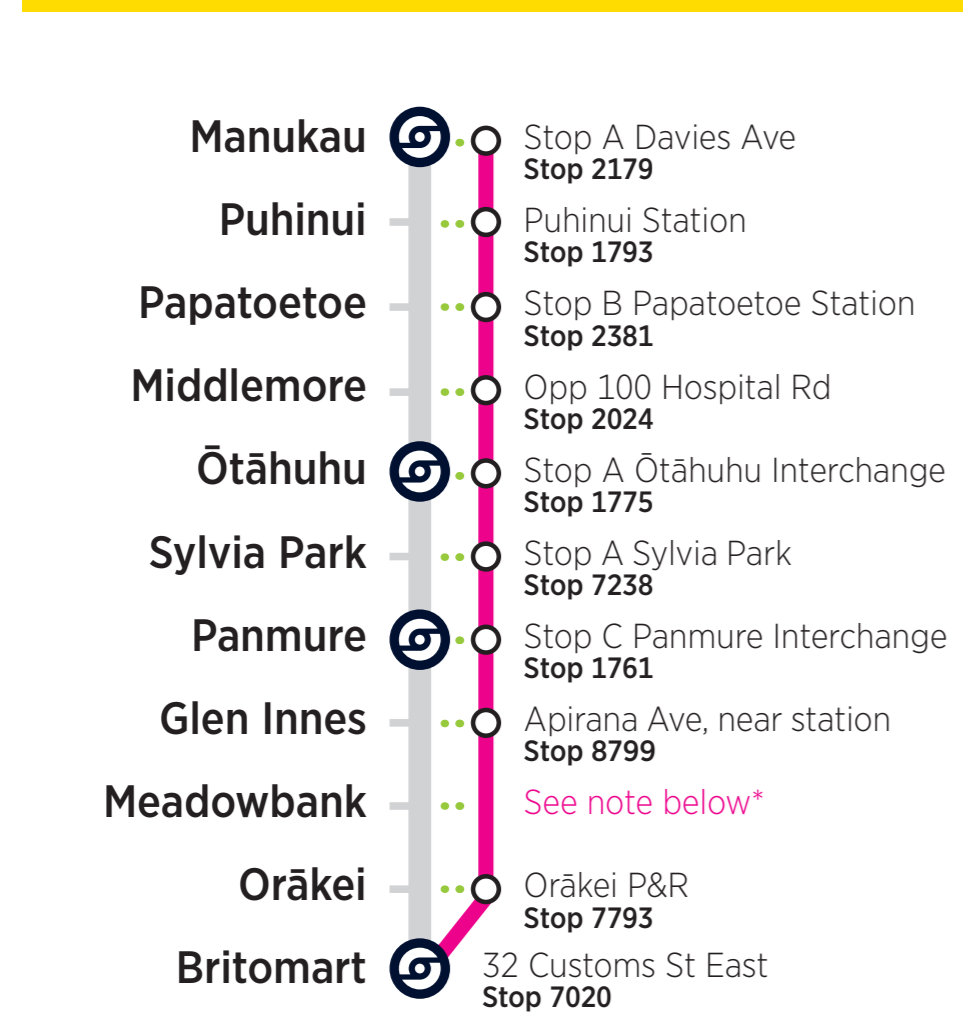 Manukau
Stop A Davies Ave
Stop 2179
Puhinui
Puhinui Station
Stop 1793
Papatoetoe
Stop B Papatoetoe Station
Stop 2381
Middlemore
Opp 100 Hospital Rd
Stop 2024
Ōtāhuhu
Stop A Ōtāhuhu Interchange
Stop 1775
Sylvia Park
Stop A Sylvia Park
Stop 7238
Panmure
Stop C Panmure Interchange
Stop 1761
Glen Innes
Apirana Ave, near station
Stop 8799
Meadowbank
See note below*
Orākei
Orākei P&R
Stop 7793
Britomart
32 Customs St East
Stop 7020